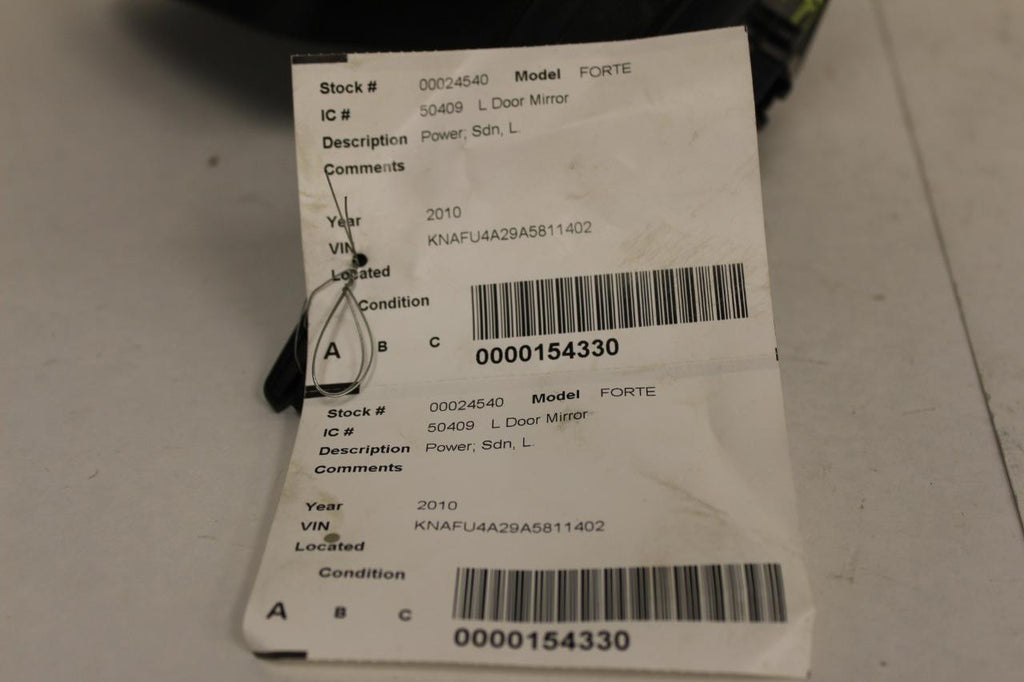 Stock # 00024540 Model FORTE
IC # 50409 L Door Mirror
Description Power, Sdn, L.
Comments
Year 2010
VIN KNAFU4A29A5811402
Located
Condition
A B C
0000154330
Stock # 00024540 Model FORTE
IC # 50409 L Door Mirror
Description Power, Sdn, L.
Comments
Year 2010
VIN KNAFU4A29A5811402
Located
Condition
A B C
0000154330